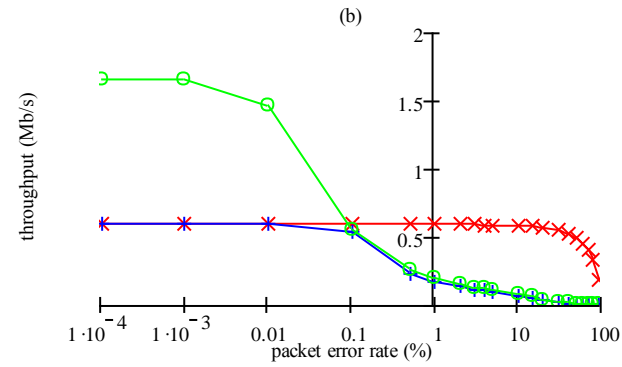 (b)
2
1.5
1
0.5
throughput (Mb/s)
1·10⁻⁴ 1·10⁻³ 0.01 0.1 1 10 100
packet error rate (%)